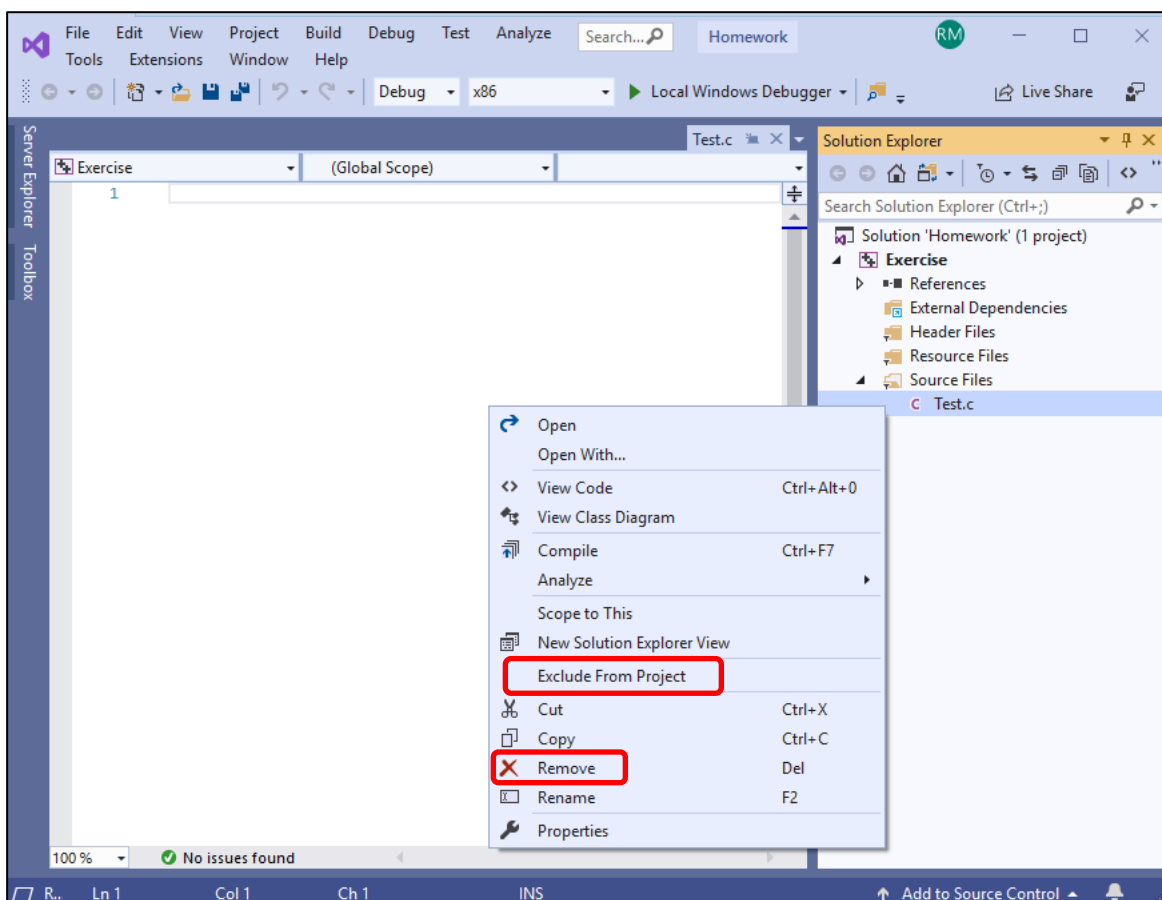 File Edit View Project Build Debug Test Analyze Search... Homework RM
Tools Extensions Window Help
Debug x86 Local Windows Debugger Live Share
Server Explorer
Toolbox
Test.c
Exercise (Global Scope)
1
Solution Explorer
Search Solution Explorer (Ctrl+;)
Solution 'Homework' (1 project)
Exercise
References
External Dependencies
Header Files
Resource Files
Source Files
C Test.c
Open
Open With...
View Code Ctrl+Alt+0
View Class Diagram
Compile Ctrl+F7
Analyze
Scope to This
New Solution Explorer View
Exclude From Project
Cut Ctrl+X
Copy Ctrl+C
Remove Del
Rename F2
Properties
100 % No issues found
R.. Ln 1 Col 1 Ch 1 INS Add to Source Control